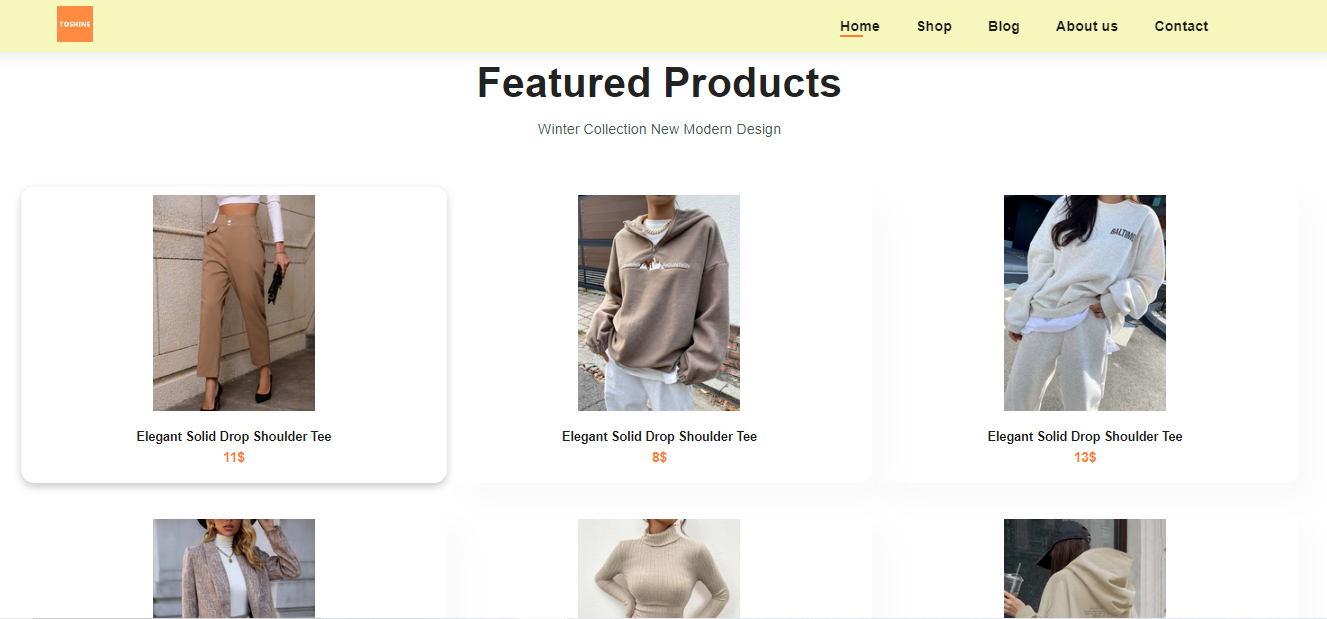 TOSHINE
Home Shop Blog About us Contact
Featured Products
Winter Collection New Modern Design
BALTIMO
Elegant Solid Drop Shoulder Tee
11$
Elegant Solid Drop Shoulder Tee
8$
Elegant Solid Drop Shoulder Tee
13$